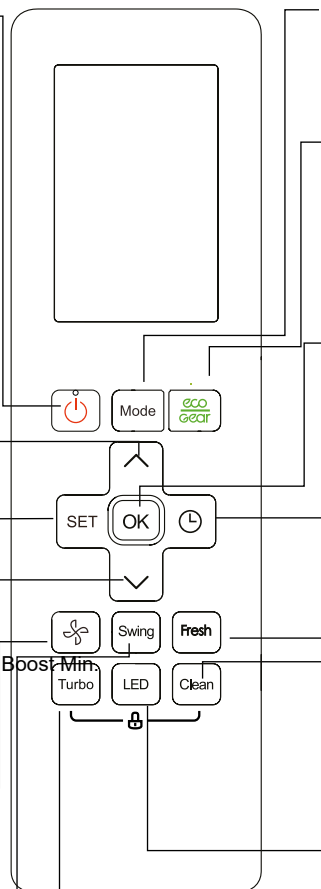 Mode
eco
Gear
SET
OK
Swing
Fresh
Boost Min.
Turbo
LED
Clean